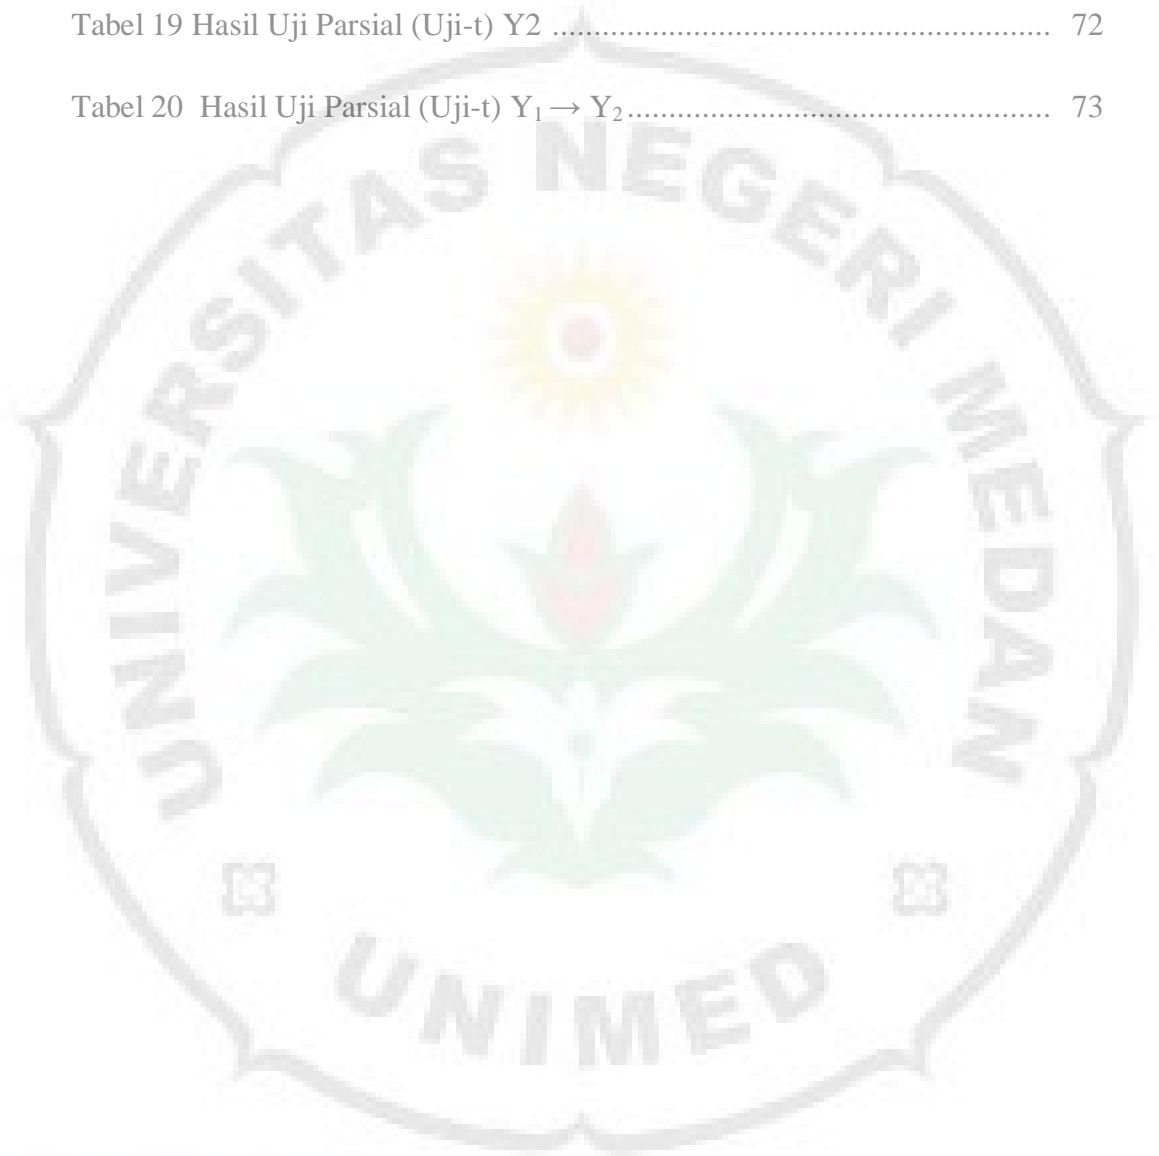 Tabel 19 Hasil Uji Parsial (Uji-t) Y2 ............................................................ 72
Tabel 20 Hasil Uji Parsial (Uji-t) Y₁ → Y₂ ................................................... 73
UNIVERSITAS NEGERI MEDAN
UNIMED